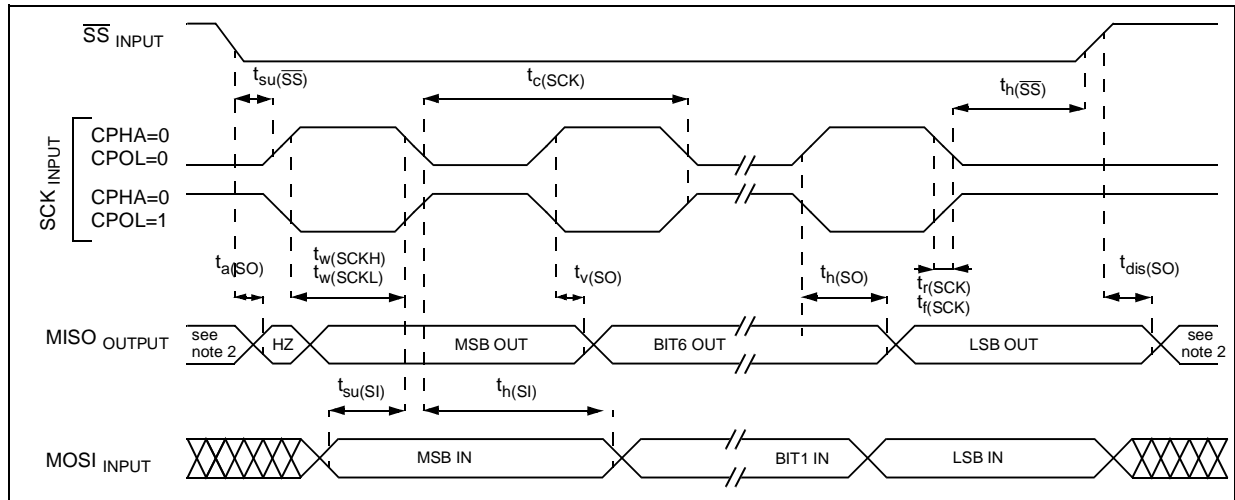 SS INPUT
tsu(SS)
tc(SCK)
th(SS)
SCK INPUT
CPHA=0
CPOL=0
CPHA=0
CPOL=1
ta(SO)
tw(SCKH)
tw(SCKL)
tv(SO)
th(SO)
tr(SCK)
tf(SCK)
tdis(SO)
MISO OUTPUT
see
note 2
HZ
MSB OUT
BIT6 OUT
LSB OUT
see
note 2
tsu(SI)
th(SI)
MOSI INPUT
MSB IN
BIT1 IN
LSB IN